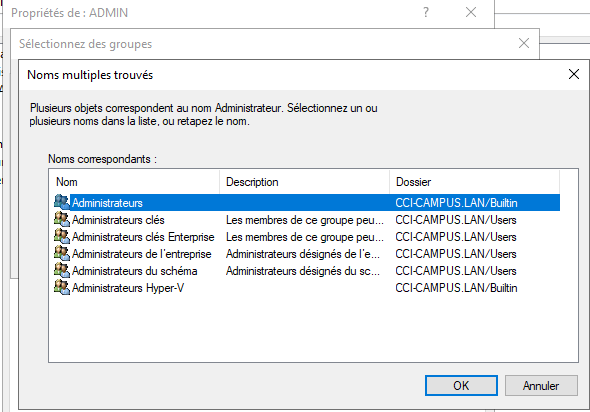 Propriétés de : ADMIN
Sélectionnez des groupes
Noms multiples trouvés
Plusieurs objets correspondent au nom Administrateur. Sélectionnez un ou
plusieurs noms dans la liste, ou retapez le nom.
Noms correspondants :
Nom Description Dossier
Administrateurs CCI-CAMPUS.LAN/Builtin
Administrateurs clés Les membres de ce groupe peu... CCI-CAMPUS.LAN/Users
Administrateurs clés Enterprise Les membres de ce groupe peu... CCI-CAMPUS.LAN/Users
Administrateurs de l'entreprise Administrateurs désignés de l'e... CCI-CAMPUS.LAN/Users
Administrateurs du schéma Administrateurs désignés du sc... CCI-CAMPUS.LAN/Users
Administrateurs Hyper-V CCI-CAMPUS.LAN/Builtin
OK Annuler